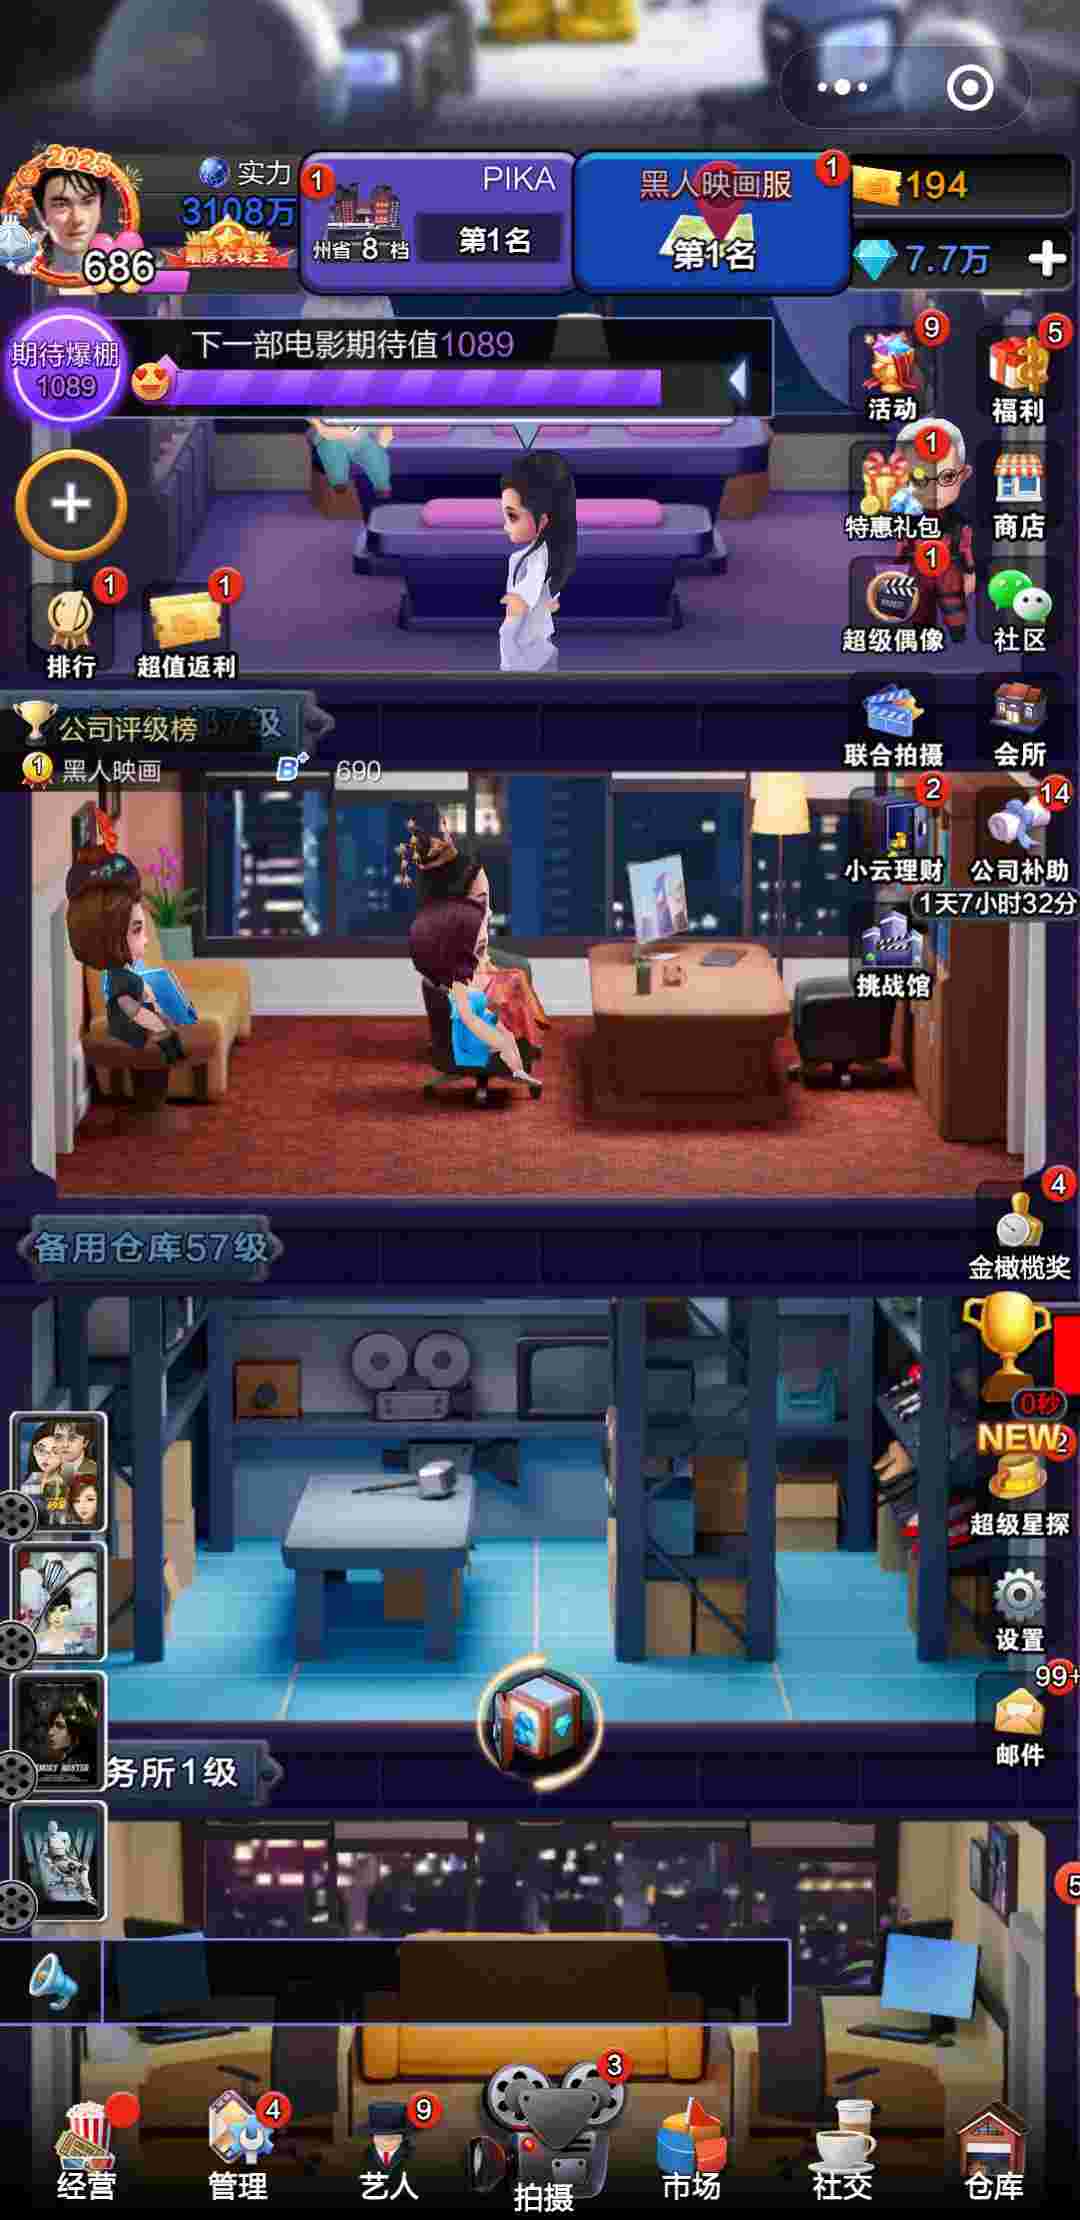 2025
实力
3108万
票房大卖王
686
1
PIKA
州省 8 档
第1名
1
黑人映画服
第1名
194
7.7万
期待爆棚
1089
下一部电影期待值1089
9
活动
5
福利
1
特惠礼包
商店
1
超级偶像
社区
1
排行
1
超值返利
联合拍摄
会所
7级
公司评级榜
1
黑人映画
B+
690
2
小云理财
14
公司补助
1天7小时32分
挑战馆
4
金橄榄奖
备用仓库57级
0秒
NEW
2
超级星探
设置
99+
邮件
务所1级
5
经营
4
管理
9
艺人
3
拍摄
市场
社交
仓库